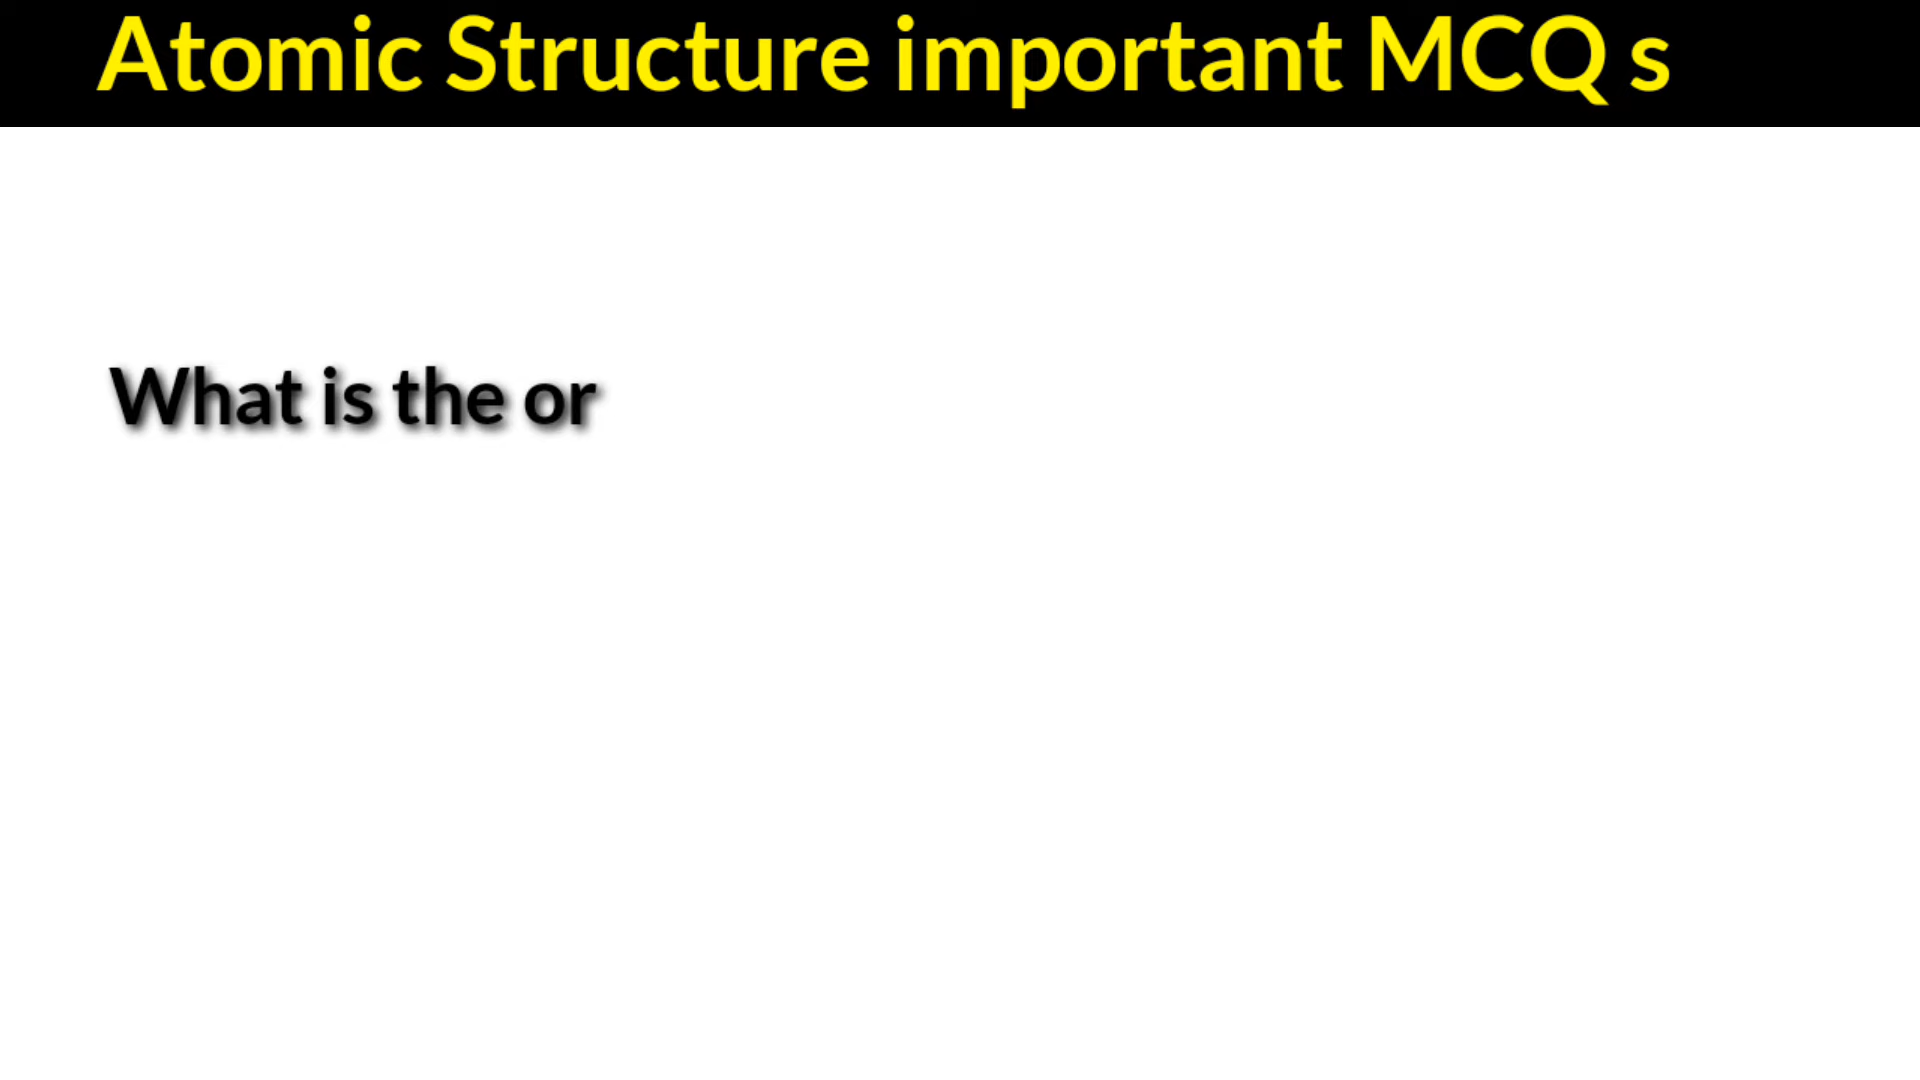 Atomic Structure important MCQ s
What is the or